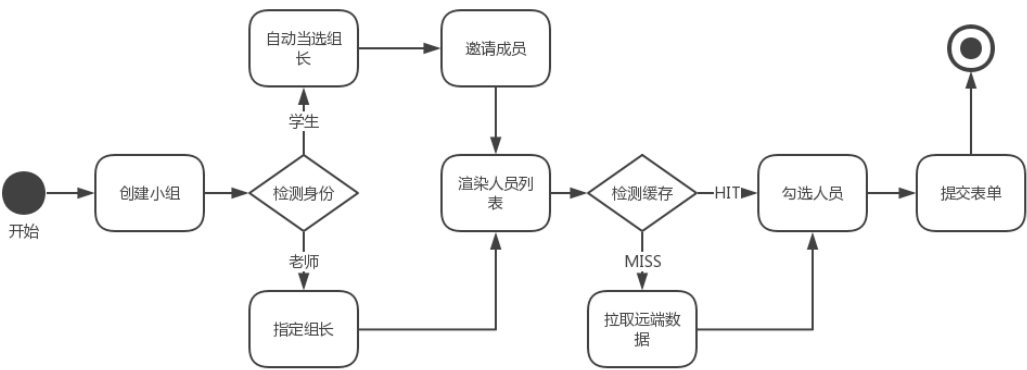 开始
创建小组
检测身份
学生
自动当选组
长
邀请成员
老师
指定组长
渲染人员列
表
检测缓存
HIT
MISS
拉取远端数
据
勾选人员
提交表单